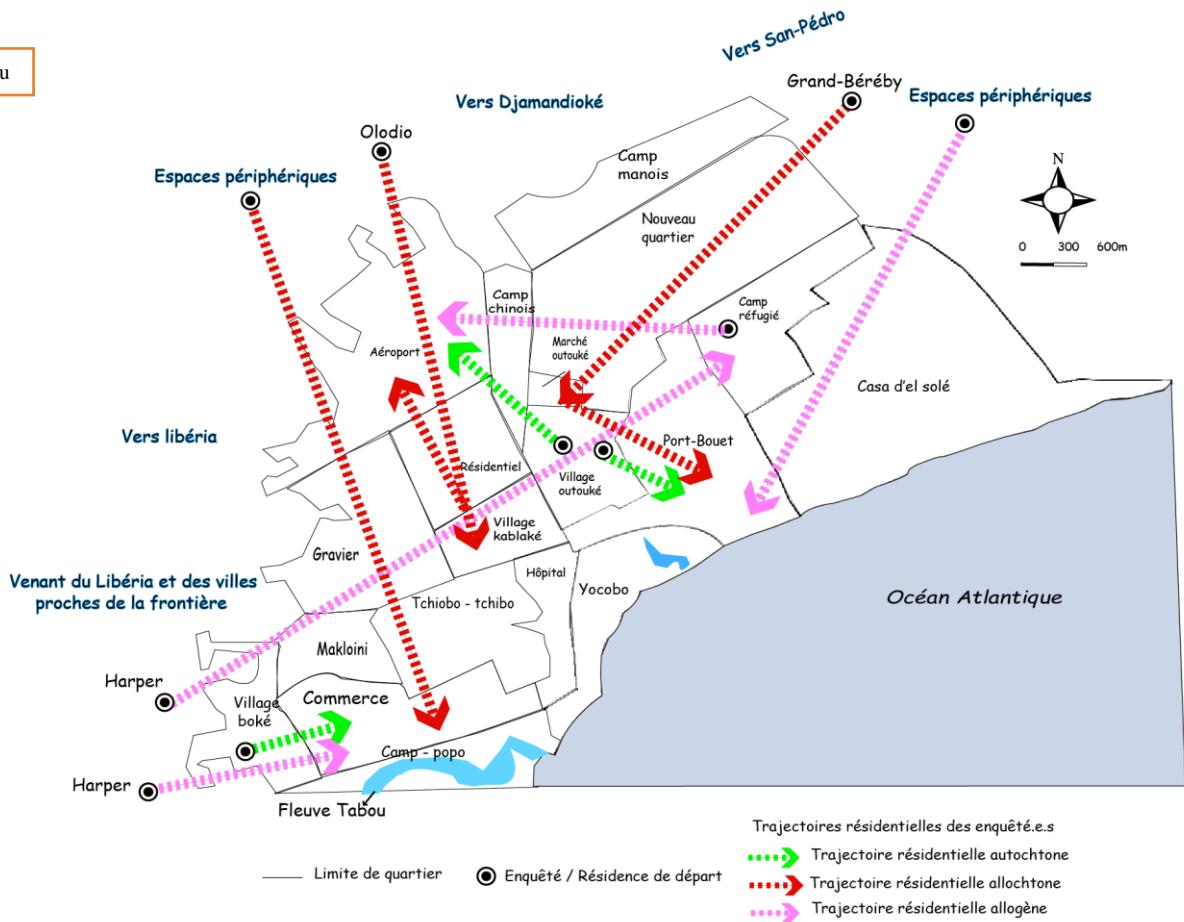 u
Vers San-Pédro
Grand-Béréby
Vers Djamandioké
Espaces périphériques
Olodio
Espaces périphériques
Camp
manois
N
Nouveau
quartier
0 300 600m
Camp
chinois
Camp
réfugié
Marché
outouké
Aéroport
Casa d'el solé
Vers libéria
Port-Bouet
Résidentiel
Village
outouké
Village
kablaké
Gravier
Hôpital
Venant du Libéria et des villes
proches de la frontière
Yocobo
Tchiobo - tchibo
Océan Atlantique
Makloini
Harper
Village
boké
Commerce
Camp - popo
Harper
Fleuve Tabou
Trajectoires résidentielles des enquêté.e.s
Trajectoire résidentielle autochtone
Limite de quartier
Enquêté / Résidence de départ
Trajectoire résidentielle allochtone
Trajectoire résidentielle allogène